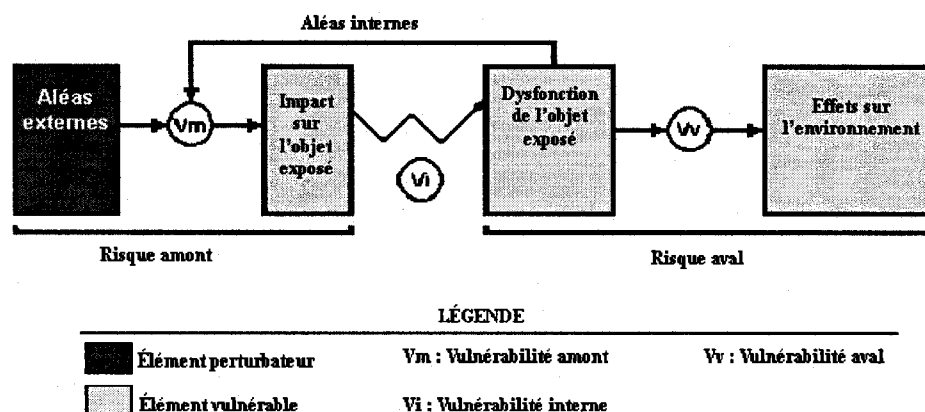 Aléas internes
Aléas
externes
Vm
Impact
sur
l'objet
exposé
Vi
Dysfonction
de l'objet
exposé
Vv
Effets sur
l'environnement
Risque amont
Risque aval
LÉGENDE
Élément perturbateur
Vm : Vulnérabilité amont
Vv : Vulnérabilité aval
Élément vulnérable
Vi : Vulnérabilité interne